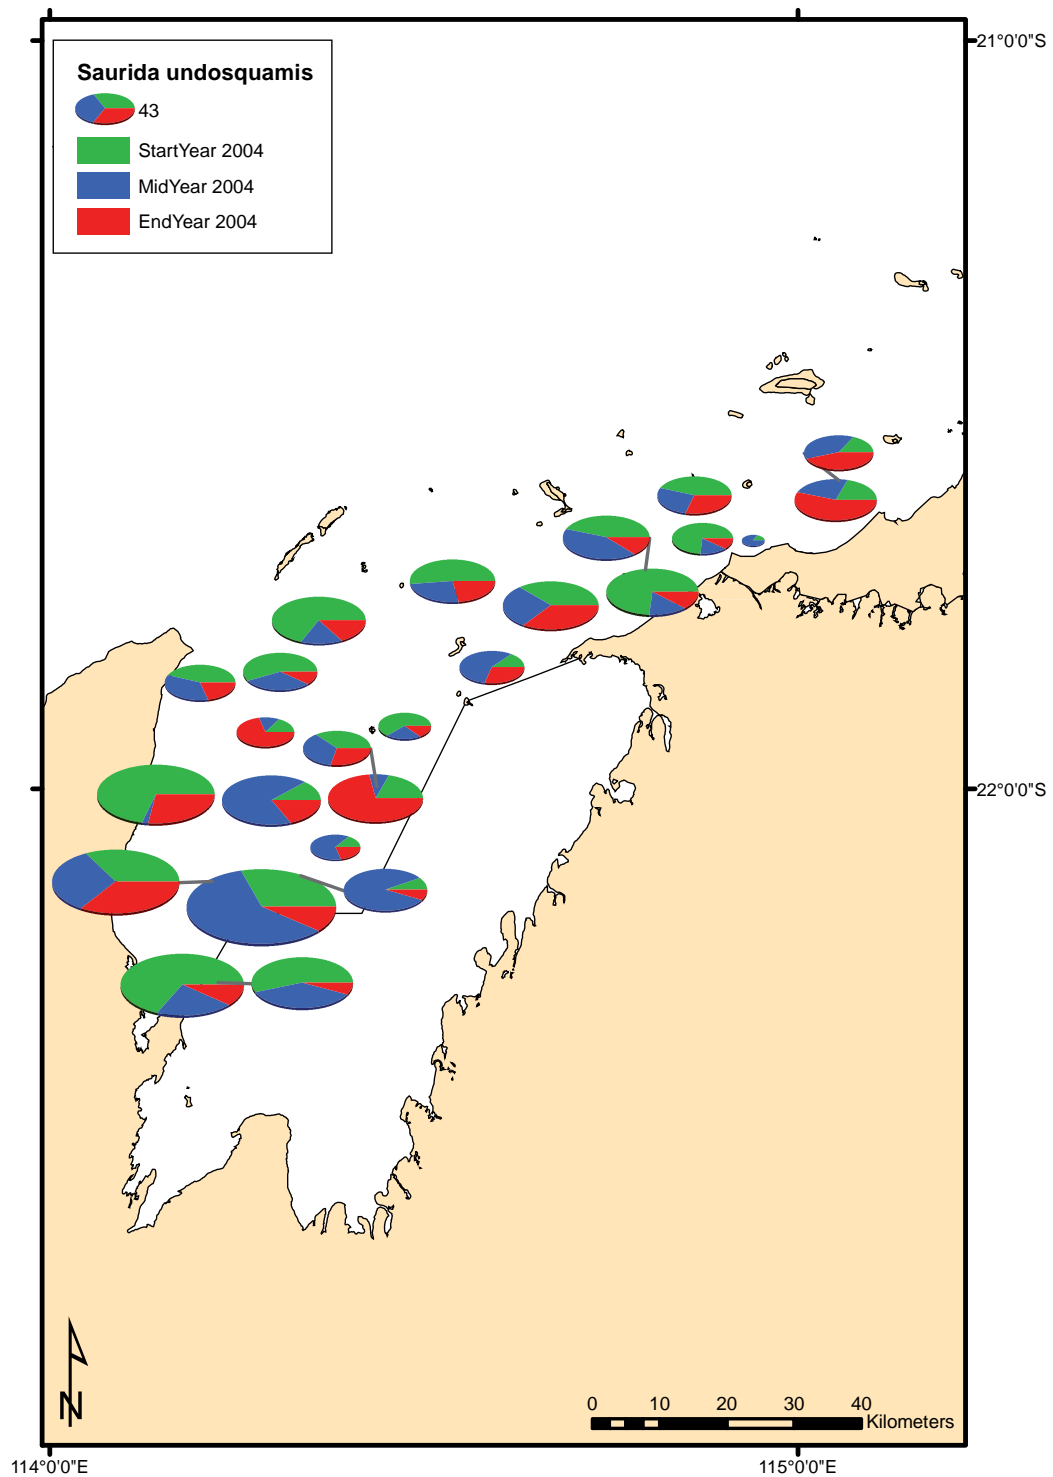 Saurida undosquamis
43
StartYear 2004
MidYear 2004
EndYear 2004
21°0'0"S
22°0'0"S
N
0 10 20 30 40
Kilometers
114°0'0"E
115°0'0"E